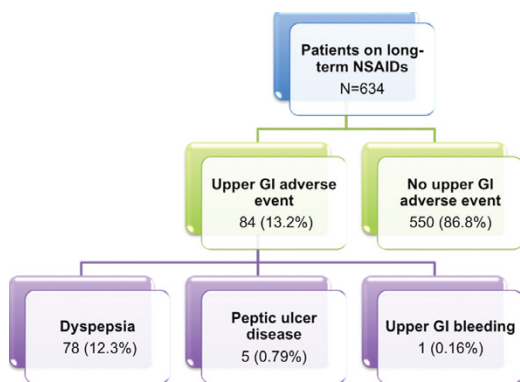 Patients on long-
term NSAIDs
N=634
Upper GI adverse
event
84 (13.2%)
No upper GI
adverse event
550 (86.8%)
Dyspepsia
78 (12.3%)
Peptic ulcer
disease
5 (0.79%)
Upper GI bleeding
1 (0.16%)